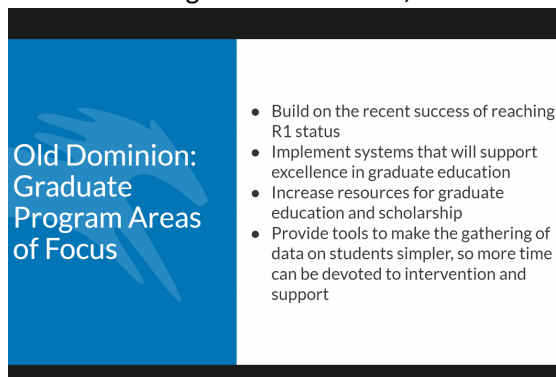 Old Dominion:
Graduate
Program Areas
of Focus
● Build on the recent success of reaching
R1 status
● Implement systems that will support
excellence in graduate education
● Increase resources for graduate
education and scholarship
● Provide tools to make the gathering of
data on students simpler, so more time
can be devoted to intervention and
support